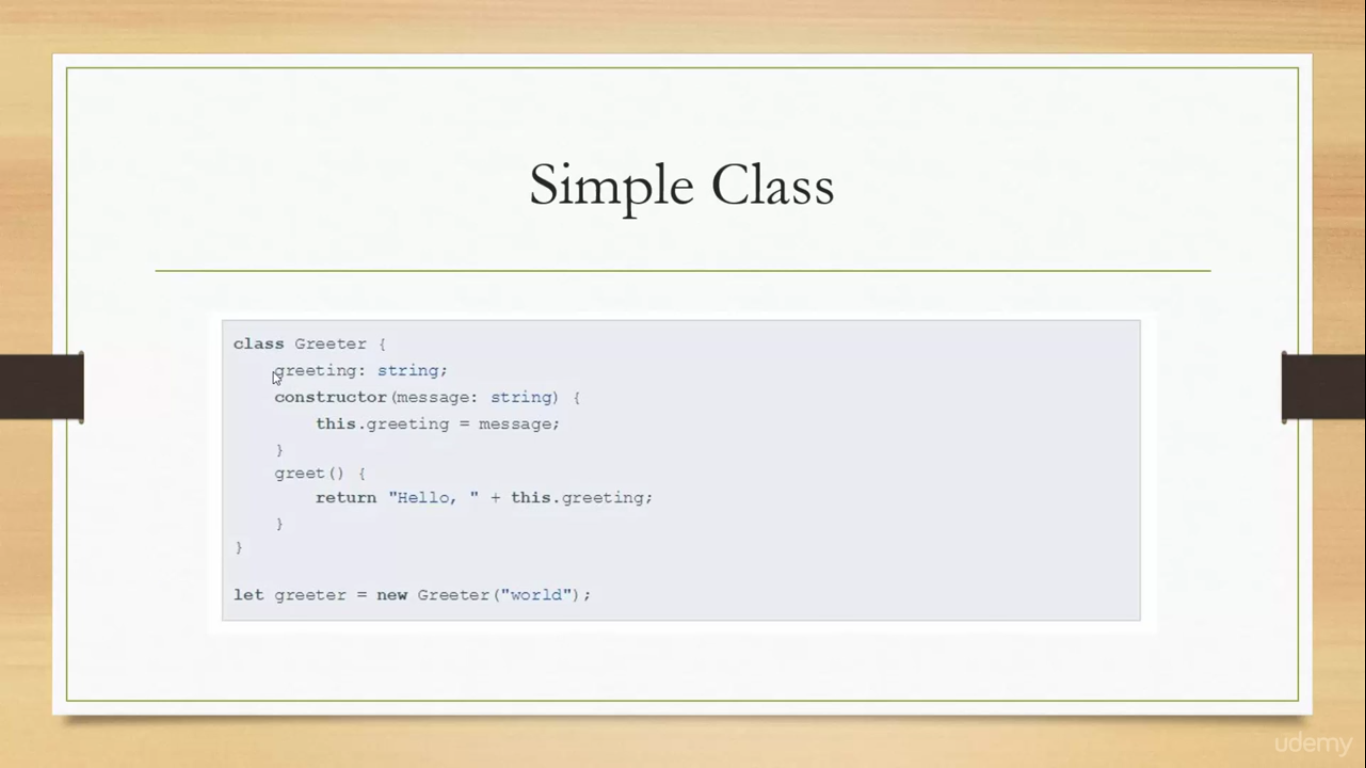 Simple Class
class Greeter {
    greeting: string;
    constructor(message: string) {
        this.greeting = message;
    }
    greet() {
        return "Hello, " + this.greeting;
    }
}
let greeter = new Greeter("world");
udemy